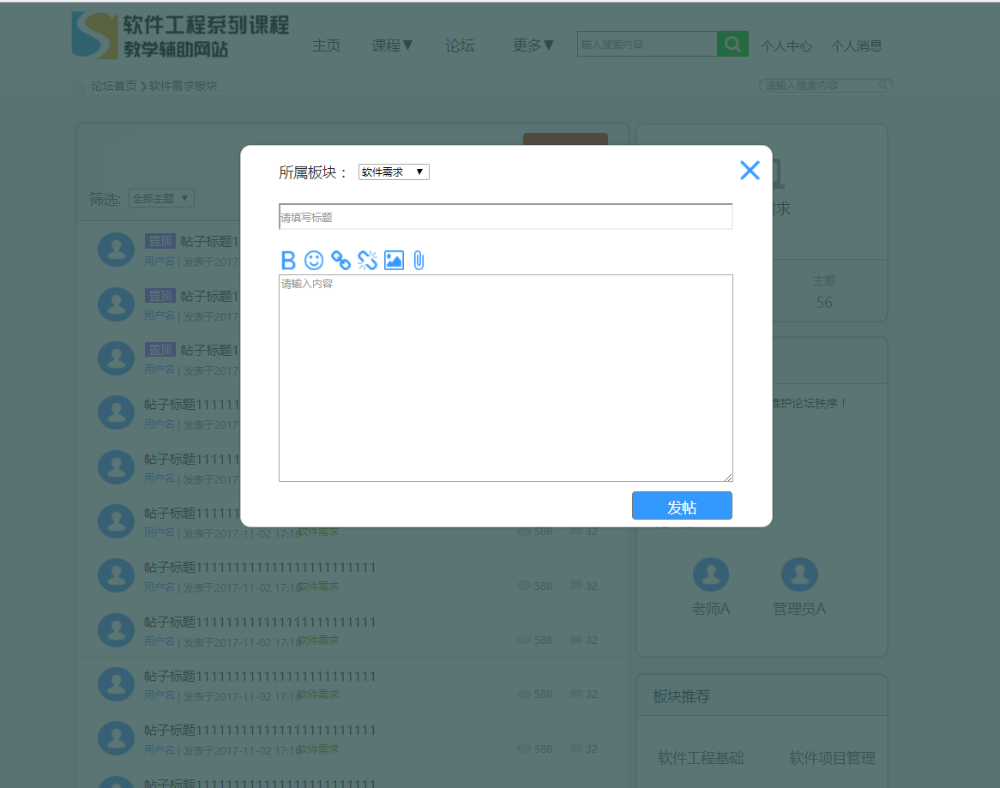 软件工程系列课程
教学辅助网站
主页 课程▼ 论坛 更多▼ 输入搜索内容 个人中心 个人消息
论坛首页 ❯ 软件需求板块 请输入搜索内容
所属板块： 软件需求 ▼
请填写标题
B
请输入内容
发帖
筛选: 全部主题 ▼
置顶 帖子标题1
用户名 | 发表于2017
置顶 帖子标题1
用户名 | 发表于2017
置顶 帖子标题1
用户名 | 发表于2017
帖子标题111111
用户名 | 发表于2017
帖子标题111111
用户名 | 发表于2017
帖子标题111111
用户名 | 发表于2017-11-02 17:16 软件需求 588 32
帖子标题1111111111111111111111111
用户名 | 发表于2017-11-02 17:16 软件需求 588 32
帖子标题1111111111111111111111111
用户名 | 发表于2017-11-02 17:16 软件需求 588 32
帖子标题1111111111111111111111111
用户名 | 发表于2017-11-02 17:16 软件需求 588 32
帖子标题1111111111111111111111111
用户名 | 发表于2017-11-02 17:16 软件需求 588 32
帖子标题1111111111111111111111111
求
主题
56
维护论坛秩序！
老师A 管理员A
板块推荐
软件工程基础 软件项目管理